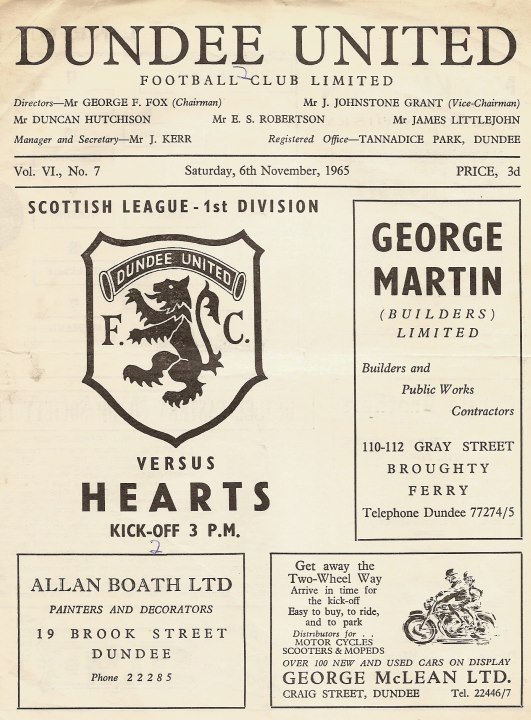 DUNDEE UNITED
FOOTBALL CLUB LIMITED
2
Directors—Mr GEORGE F. FOX (Chairman) Mr J. JOHNSTONE GRANT (Vice-Chairman)
Mr DUNCAN HUTCHISON Mr E. S. ROBERTSON Mr JAMES LITTLEJOHN
Manager and Secretary—Mr J. KERR Registered Office—TANNADICE PARK, DUNDEE
Vol. VI., No. 7 Saturday, 6th November, 1965 PRICE, 3d
SCOTTISH LEAGUE - 1st DIVISION
DUNDEE UNITED
F. C.
VERSUS
HEARTS
KICK-OFF 3 P.M.
2
GEORGE
MARTIN
(BUILDERS)
LIMITED
Builders and
Public Works
Contractors
110-112 GRAY STREET
BROUGHTY
FERRY
Telephone Dundee 77274/5
ALLAN BOATH LTD
PAINTERS AND DECORATORS
19 BROOK STREET
DUNDEE
Phone 22285
Get away the
Two-Wheel Way
Arrive in time for
the kick-off
Easy to buy, to ride,
and to park
Distributors for . .
MOTOR CYCLES
SCOOTERS & MOPEDS
OVER 100 NEW AND USED CARS ON DISPLAY
GEORGE McLEAN LTD.
CRAIG STREET, DUNDEE Tel. 22446/7